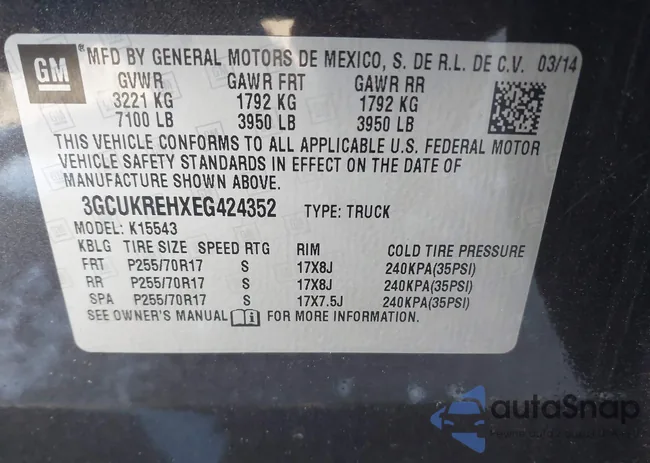 GM
® MFD BY GENERAL MOTORS DE MEXICO, S. DE R.L. DE C.V. 03/14
GVWR GAWR FRT GAWR RR
3221 KG 1792 KG 1792 KG
7100 LB 3950 LB 3950 LB
THIS VEHICLE CONFORMS TO ALL APPLICABLE U.S. FEDERAL MOTOR
VEHICLE SAFETY STANDARDS IN EFFECT ON THE DATE OF
MANUFACTURE SHOWN ABOVE.
3GCUKREHXEG424352 TYPE: TRUCK
MODEL: K15543
KBLG TIRE SIZE SPEED RTG RIM COLD TIRE PRESSURE
FRT P255/70R17 S 17X8J 240KPA(35PSI)
RR P255/70R17 S 17X8J 240KPA(35PSI)
SPA P255/70R17 S 17X7.5J 240KPA(35PSI)
SEE OWNER'S MANUAL i FOR MORE INFORMATION.
autoSnap